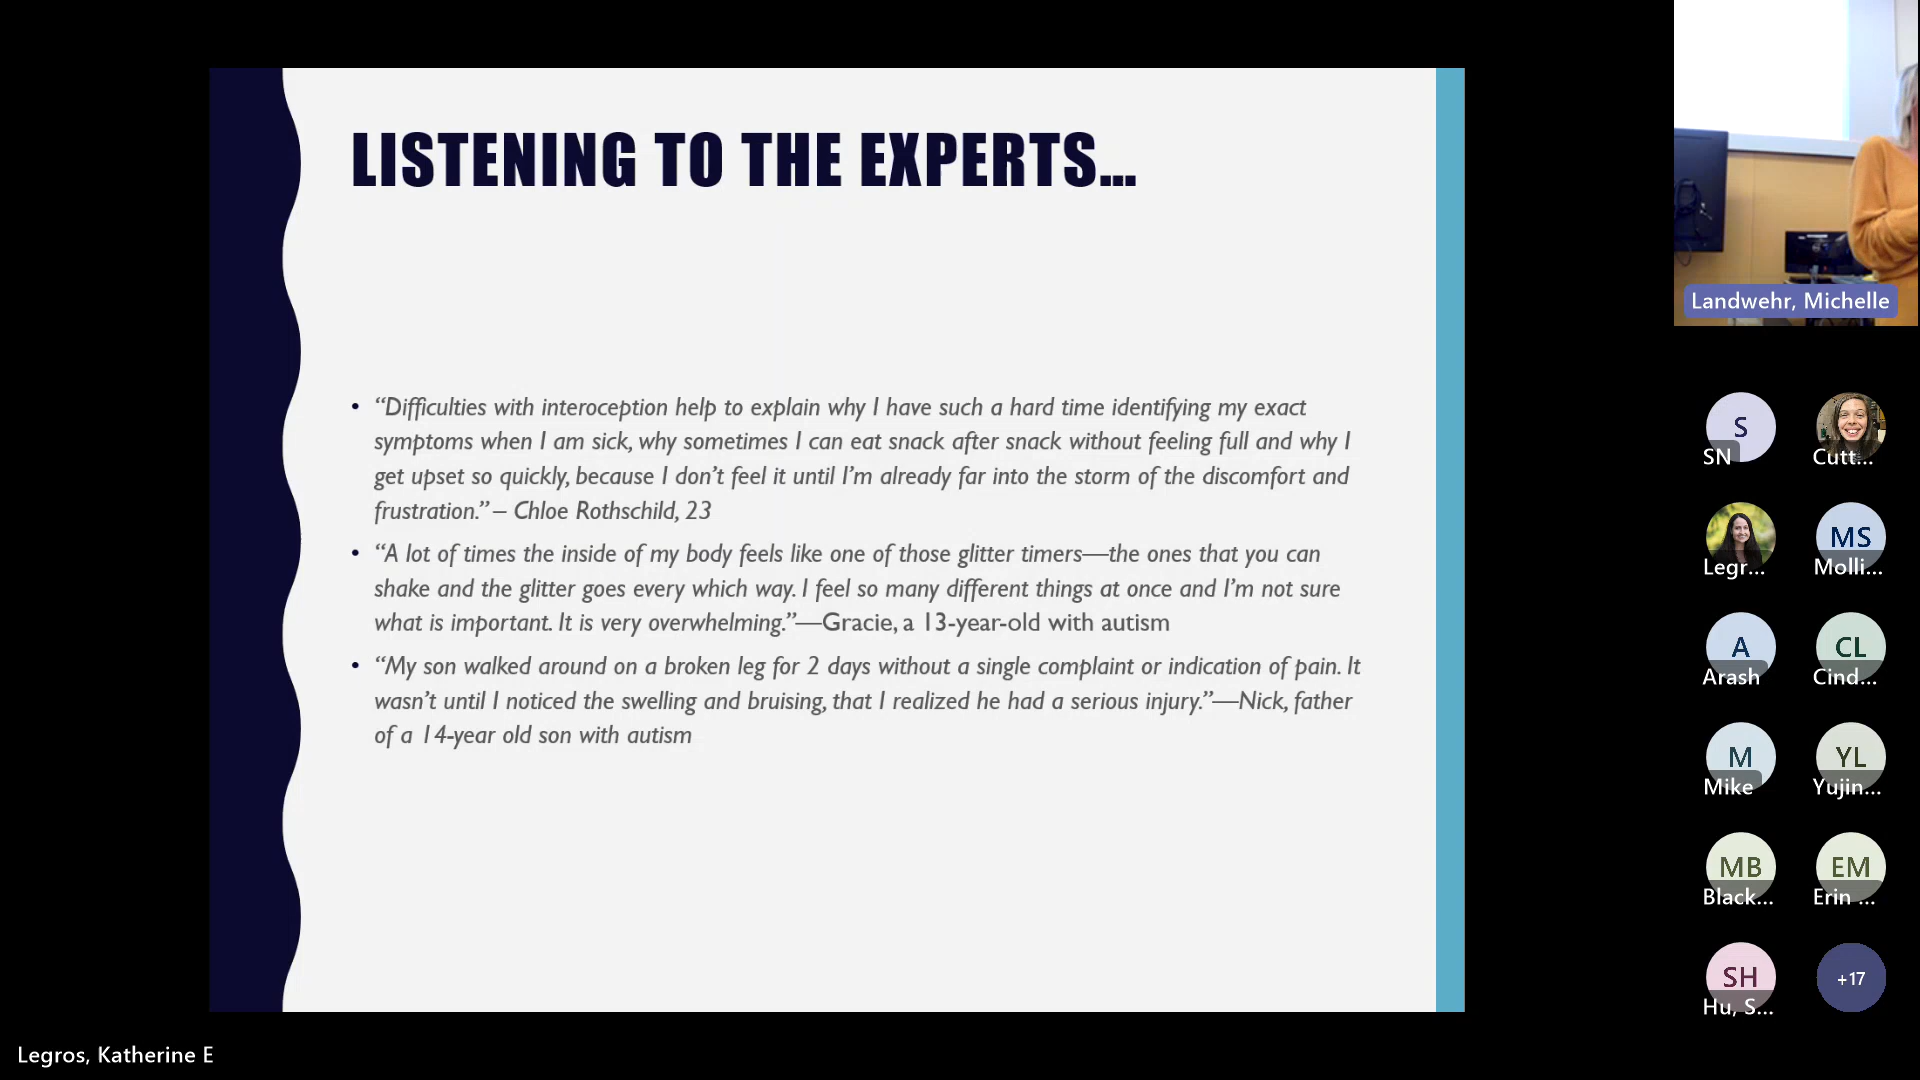 LISTENING TO THE EXPERTS...
• “Difficulties with interoception help to explain why I have such a hard time identifying my exact
symptoms when I am sick, why sometimes I can eat snack after snack without feeling full and why I
get upset so quickly, because I don’t feel it until I’m already far into the storm of the discomfort and
frustration.” – Chloe Rothschild, 23
• “A lot of times the inside of my body feels like one of those glitter timers—the ones that you can
shake and the glitter goes every which way. I feel so many different things at once and I’m not sure
what is important. It is very overwhelming.”—Gracie, a 13-year-old with autism
• “My son walked around on a broken leg for 2 days without a single complaint or indication of pain. It
wasn’t until I noticed the swelling and bruising, that I realized he had a serious injury.”—Nick, father
of a 14-year old son with autism
Landwehr, Michelle
S
SN
Cutt...
Legr...
MS
Molli...
A
Arash
CL
Cind...
M
Mike
YL
Yujin...
MB
Black...
EM
Erin ...
SH
Hu, S...
+17
Legros, Katherine E